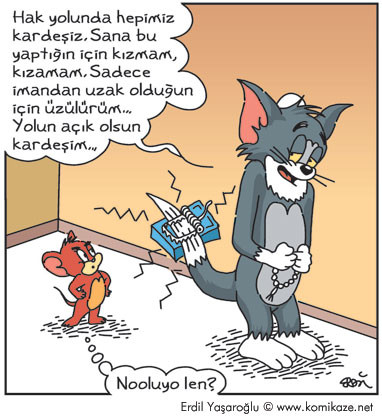 Hak yolunda hepimiz
kardeşiz. Sana bu
yaptığın için kızmam,
kızamam. Sadece
imandan uzak olduğun
için üzülürüm...
Yolun açık olsun
kardeşim...
Nooluyo len?
Erdil Yaşaroğlu © www.komikaze.net